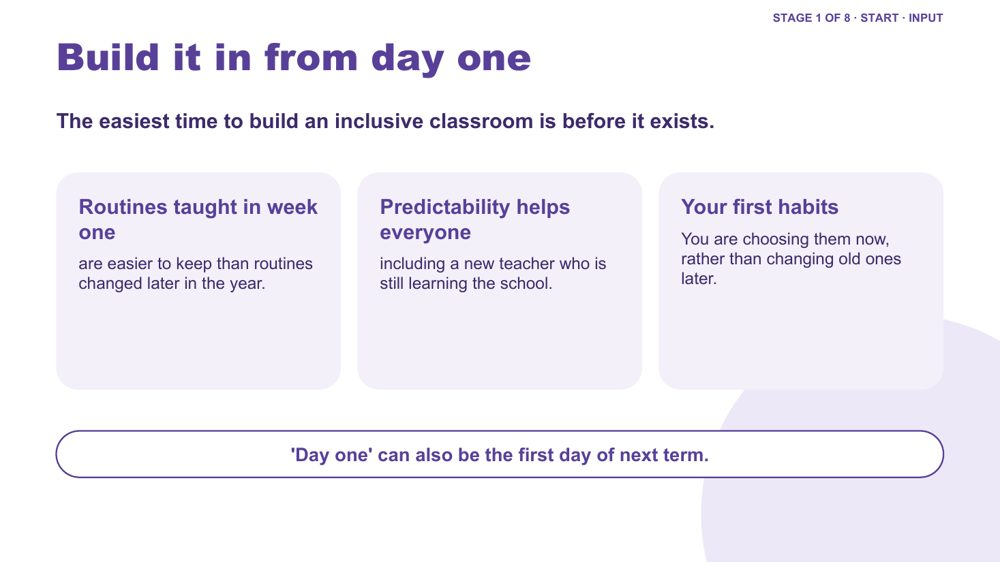 STAGE 1 OF 8 · START · INPUT
Build it in from day one
The easiest time to build an inclusive classroom is before it exists.
Routines taught in week
one
are easier to keep than routines
changed later in the year.
Predictability helps
everyone
including a new teacher who is
still learning the school.
Your first habits
You are choosing them now,
rather than changing old ones
later.
'Day one' can also be the first day of next term.